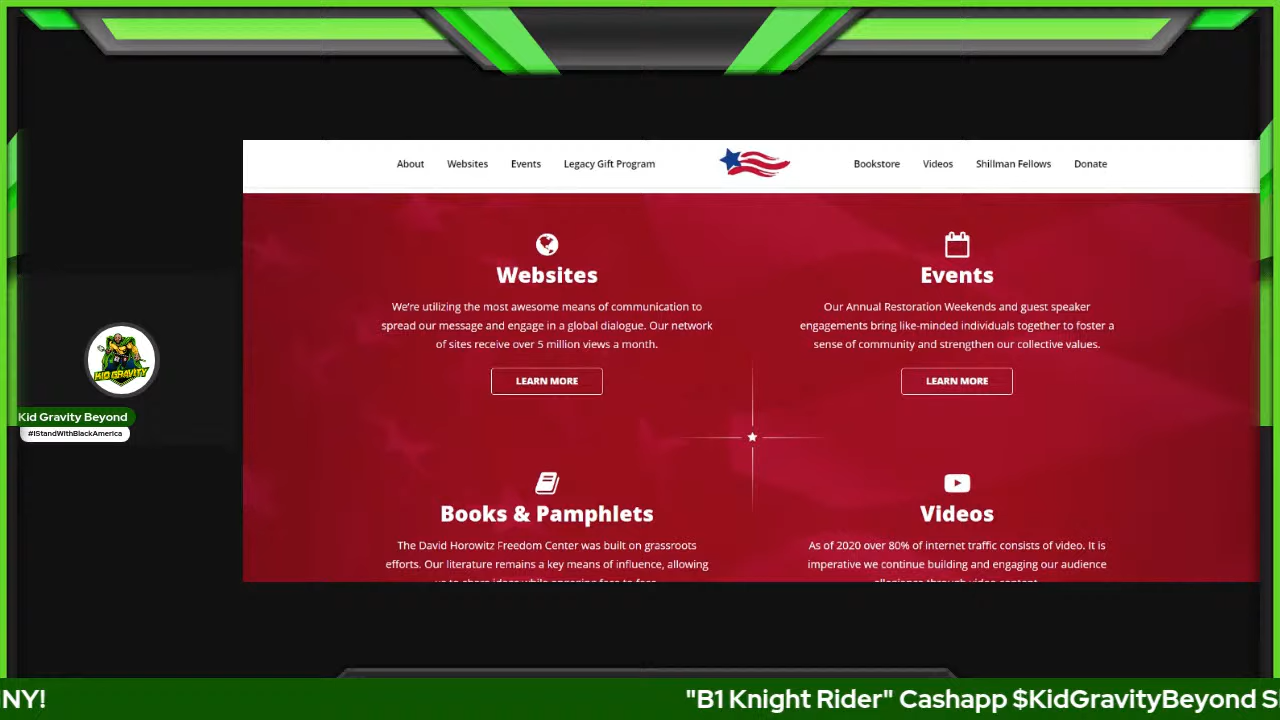 About Websites Events Legacy Gift Program Bookstore Videos Shillman Fellows Donate
Websites
We're utilizing the most awesome means of communication to
spread our message and engage in a global dialogue. Our network
of sites receive over 5 million views a month.
LEARN MORE
Events
Our Annual Restoration Weekends and guest speaker
engagements bring like-minded individuals together to foster a
sense of community and strengthen our collective values.
LEARN MORE
KID GRAVITY
Kid Gravity Beyond
#IStandWithBlackAmerica
Books & Pamphlets
The David Horowitz Freedom Center was built on grassroots
efforts. Our literature remains a key means of influence, allowing
Videos
As of 2020 over 80% of internet traffic consists of video. It is
imperative we continue building and engaging our audience
NY! "B1 Knight Rider" Cashapp $KidGravityBeyond S